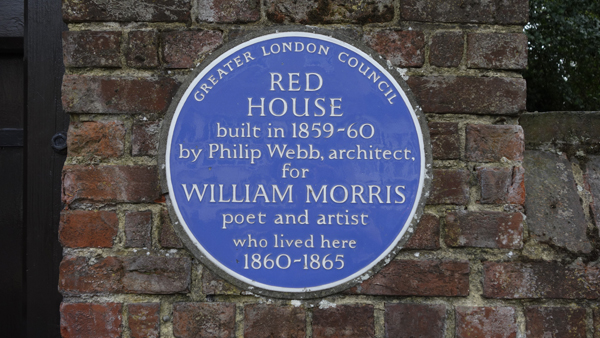 GREATER LONDON COUNCIL
RED
HOUSE
built in 1859-60
by Philip Webb, architect,
for
WILLIAM MORRIS
poet and artist
who lived here
1860-1865